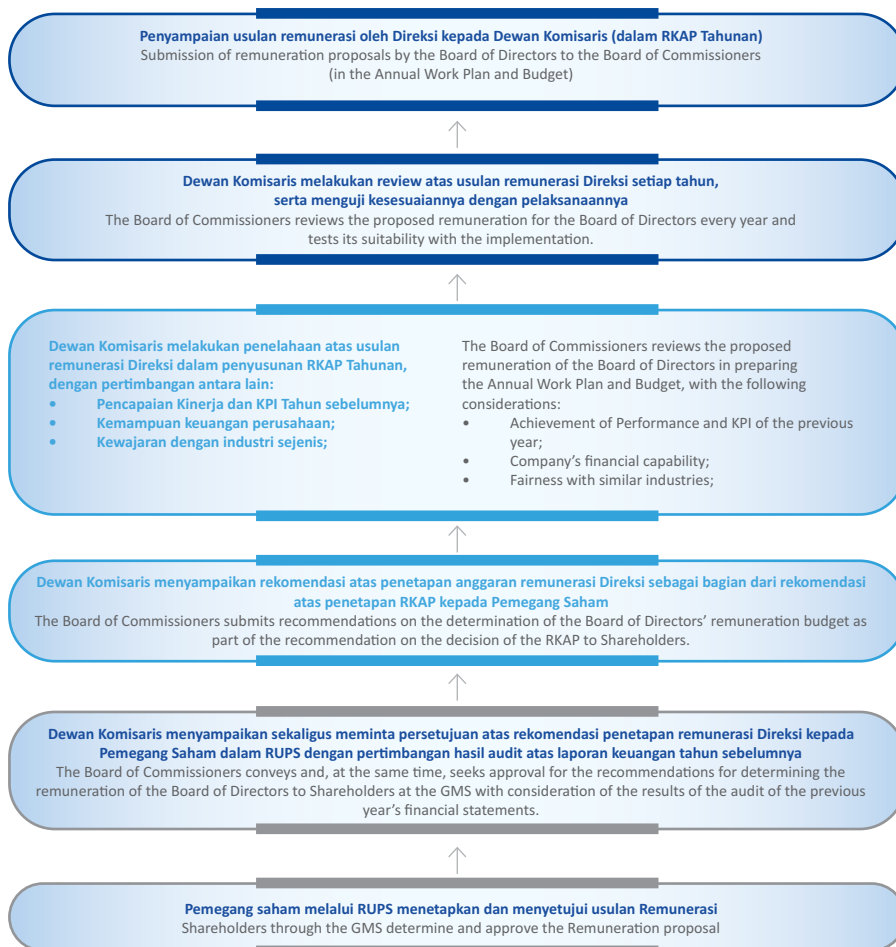 Penyampaian usulan remunerasi oleh Direksi kepada Dewan Komisaris (dalam RKAP Tahunan)
Submission of remuneration proposals by the Board of Directors to the Board of Commissioners
(in the Annual Work Plan and Budget)
Dewan Komisaris melakukan review atas usulan remunerasi Direksi setiap tahun,
serta menguji kesesuaiannya dengan pelaksanaannya
The Board of Commissioners reviews the proposed remuneration for the Board of Directors every year and
tests its suitability with the implementation.
Dewan Komisaris melakukan penelahaan atas usulan
remunerasi Direksi dalam penyusunan RKAP Tahunan,
dengan pertimbangan antara lain:
• Pencapaian Kinerja dan KPI Tahun sebelumnya;
• Kemampuan keuangan perusahaan;
• Kewajaran dengan industri sejenis;
The Board of Commissioners reviews the proposed
remuneration of the Board of Directors in preparing
the Annual Work Plan and Budget, with the following
considerations:
• Achievement of Performance and KPI of the previous
year;
• Company's financial capability;
• Fairness with similar industries;
Dewan Komisaris menyampaikan rekomendasi atas penetapan anggaran remunerasi Direksi sebagai bagian dari rekomendasi
atas penetapan RKAP kepada Pemegang Saham
The Board of Commissioners submits recommendations on the determination of the Board of Directors' remuneration budget as
part of the recommendation on the decision of the RKAP to Shareholders.
Dewan Komisaris menyampaikan sekaligus meminta persetujuan atas rekomendasi penetapan remunerasi Direksi kepada
Pemegang Saham dalam RUPS dengan pertimbangan hasil audit atas laporan keuangan tahun sebelumnya
The Board of Commissioners conveys and, at the same time, seeks approval for the recommendations for determining the
remuneration of the Board of Directors to Shareholders at the GMS with consideration of the results of the audit of the previous
year's financial statements.
Pemegang saham melalui RUPS menetapkan dan menyetujui usulan Remunerasi
Shareholders through the GMS determine and approve the Remuneration proposal